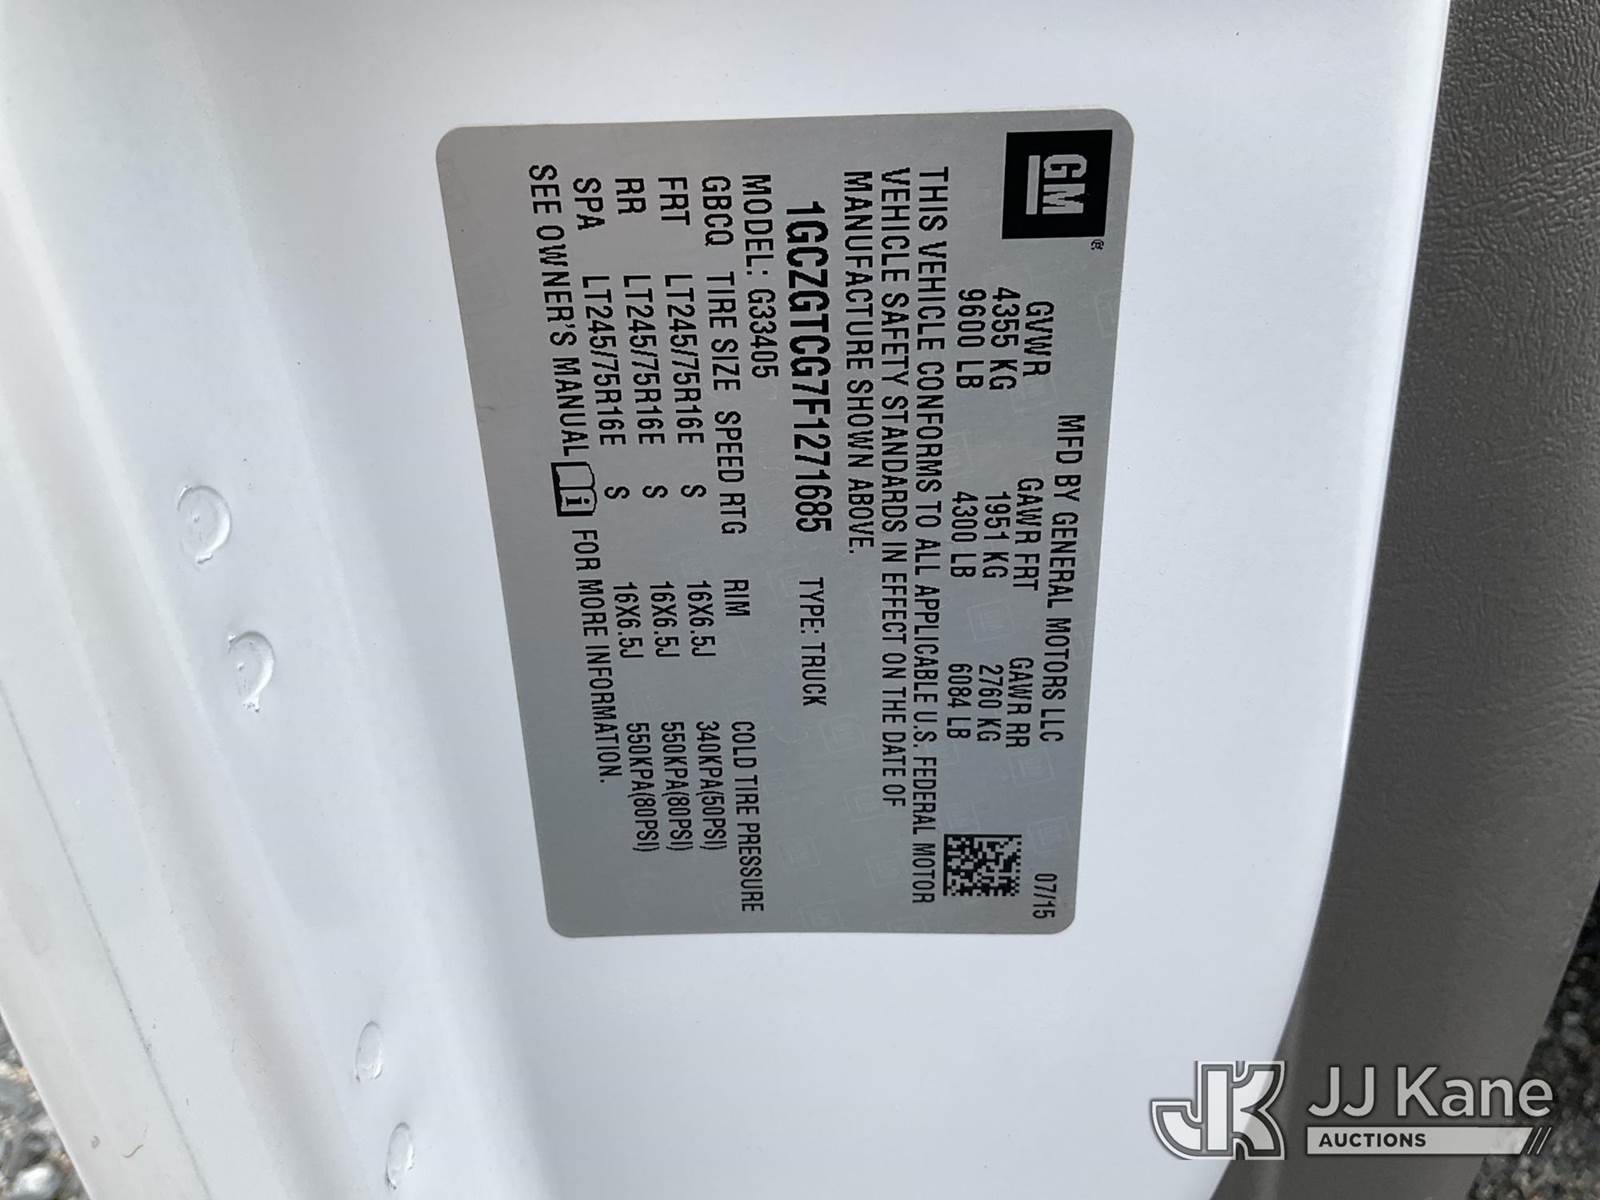 GM®
MFD BY GENERAL MOTORS LLC 07/15
GVWR GAWR FRT GAWR RR
4355 KG 1951 KG 2760 KG
9600 LB 4300 LB 6084 LB
THIS VEHICLE CONFORMS TO ALL APPLICABLE U.S. FEDERAL MOTOR
VEHICLE SAFETY STANDARDS IN EFFECT ON THE DATE OF
MANUFACTURE SHOWN ABOVE.
1GCZGTCG7F1271685 TYPE: TRUCK
MODEL: G33405
GBCQ TIRE SIZE SPEED RTG RIM COLD TIRE PRESSURE
FRT LT245/75R16E S 16X6.5J 340KPA(50PSI)
RR LT245/75R16E S 16X6.5J 550KPA(80PSI)
SPA LT245/75R16E S 16X6.5J 550KPA(80PSI)
SEE OWNER'S MANUAL i FOR MORE INFORMATION.
JK JJ Kane
AUCTIONS